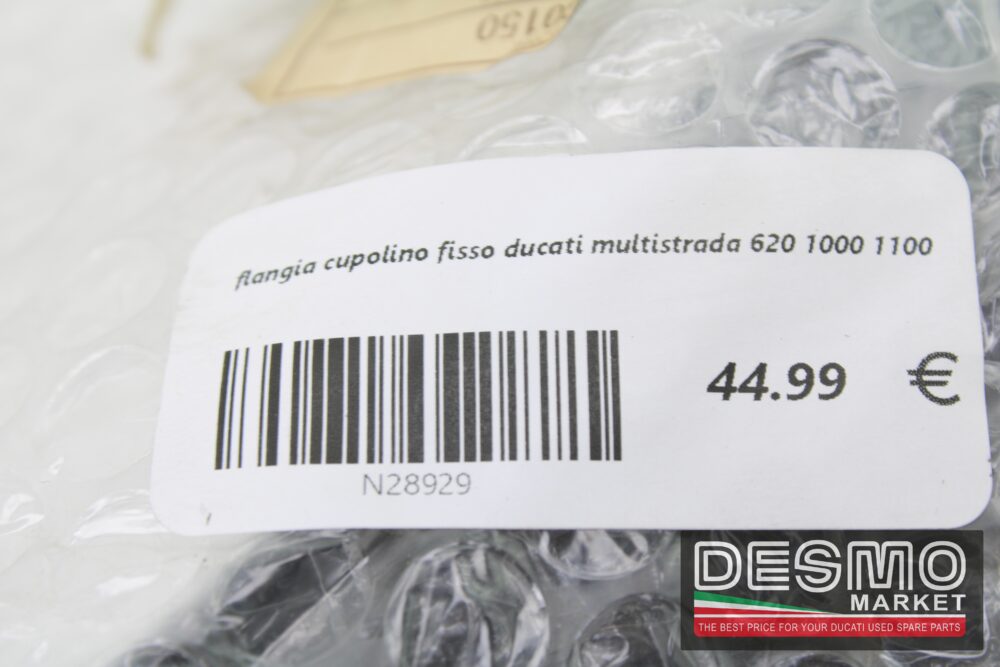 0150
flangia cupolino fisso ducati multistrada 620 1000 1100
44.99 €
N28929
DESMO
MARKET
THE BEST PRICE FOR YOUR DUCATI USED SPARE PARTS